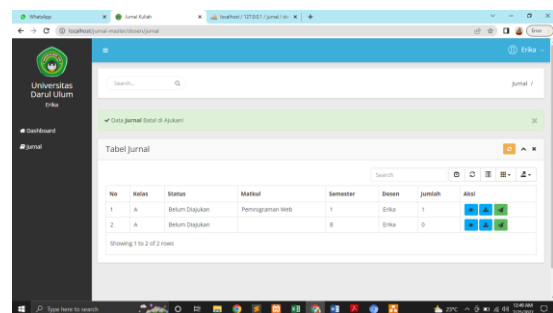 WhatsApp
Jurnal Kuliah
localhost / 127.0.0.1 / jurnal / do
localhost/jurnal-master/dosen/jurnal
Error
Universitas
Darul Ulum
Erika
Dashboard
Jurnal
Erika
Search...
Jurnal /
Data Jurnal Batal di Ajukan!
Tabel Jurnal
Search
No Kelas Status Matkul Semester Dosen Jumlah Aksi
1 A Belum Diajukan Pemrograman Web 1 Erika 1
2 A Belum Diajukan 8 Erika 0
Showing 1 to 2 of 2 rows
Type here to search
23°C
12:49 AM